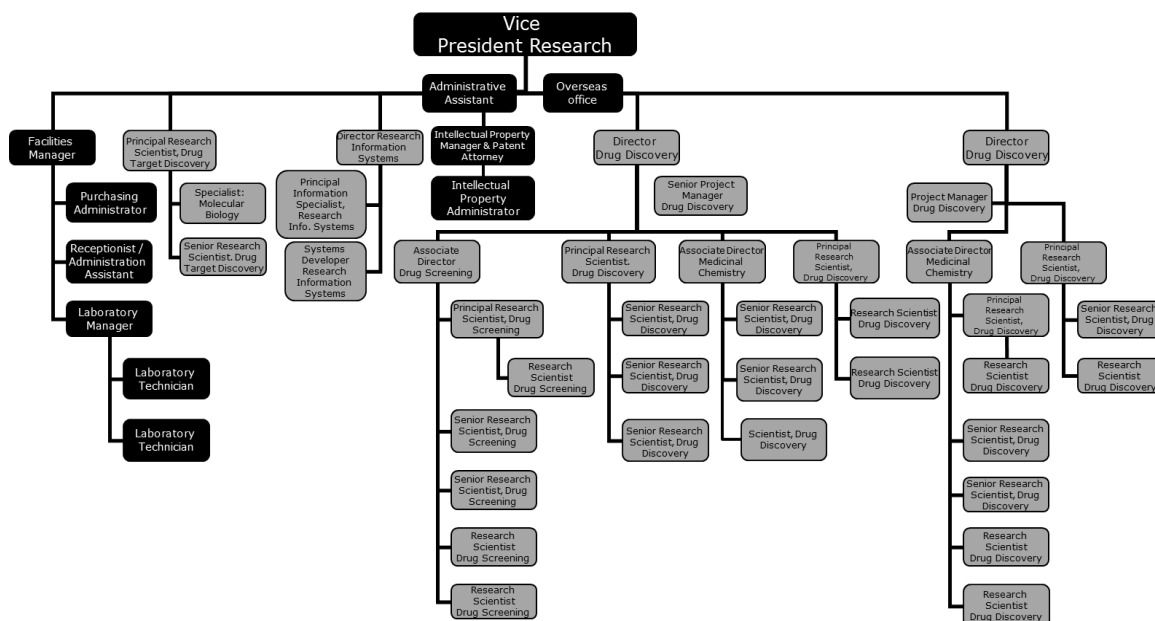 Vice
President Research
Administrative
Assistant
Overseas
office
Facilities
Manager
Principal Research
Scientist, Drug
Target Discovery
Director Research
Information
Systems
Intellectual Property
Manager & Patent
Attorney
Director
Drug Discovery
Director
Drug Discovery
Purchasing
Administrator
Specialist:
Molecular
Biology
Principal
Information
Specialist,
Research
Info. Systems
Intellectual
Property
Administrator
Senior Project
Manager
Drug Discovery
Project Manager
Drug Discovery
Receptionist /
Administration
Assistant
Senior Research
Scientist. Drug
Target Discovery
Systems
Developer
Research
Information
Systems
Associate
Director
Drug Screening
Principal Research
Scientist.
Drug Discovery
Associate Director
Medicinal
Chemistry
Principal
Research
Scientist,
Drug Discovery
Associate Director
Medicinal
Chemistry
Principal
Research
Scientist,
Drug Discovery
Laboratory
Manager
Principal Research
Scientist, Drug
Screening
Senior Research
Scientist, Drug
Discovery
Senior Research
Scientist, Drug
Discovery
Research Scientist
Drug Discovery
Principal
Research
Scientist,
Drug Discovery
Senior Research
Scientist, Drug
Discovery
Laboratory
Technician
Research
Scientist
Drug Screening
Senior Research
Scientist, Drug
Discovery
Senior Research
Scientist, Drug
Discovery
Research Scientist
Drug Discovery
Research
Scientist
Drug Discovery
Research
Scientist
Drug Discovery
Laboratory
Technician
Senior Research
Scientist, Drug
Screening
Senior Research
Scientist, Drug
Discovery
Scientist, Drug
Discovery
Senior Research
Scientist, Drug
Discovery
Senior Research
Scientist, Drug
Screening
Senior Research
Scientist, Drug
Discovery
Research
Scientist
Drug Screening
Research
Scientist
Drug Discovery
Research
Scientist
Drug Screening
Research
Scientist
Drug Discovery